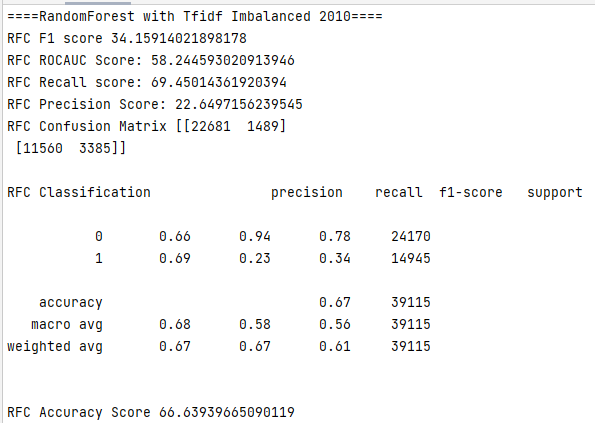 ====RandomForest with Tfidf Imbalanced 2010====
RFC F1 score 34.15914021898178
RFC ROCAUC Score: 58.244593020913946
RFC Recall score: 69.45014361920394
RFC Precision Score: 22.6497156239545
RFC Confusion Matrix [[22681  1489]
 [11560  3385]]
RFC Classification               precision    recall  f1-score   support
           0       0.66      0.94      0.78     24170
           1       0.69      0.23      0.34     14945
    accuracy                           0.67     39115
   macro avg       0.68      0.58      0.56     39115
weighted avg       0.67      0.67      0.61     39115
RFC Accuracy Score 66.63939665090119